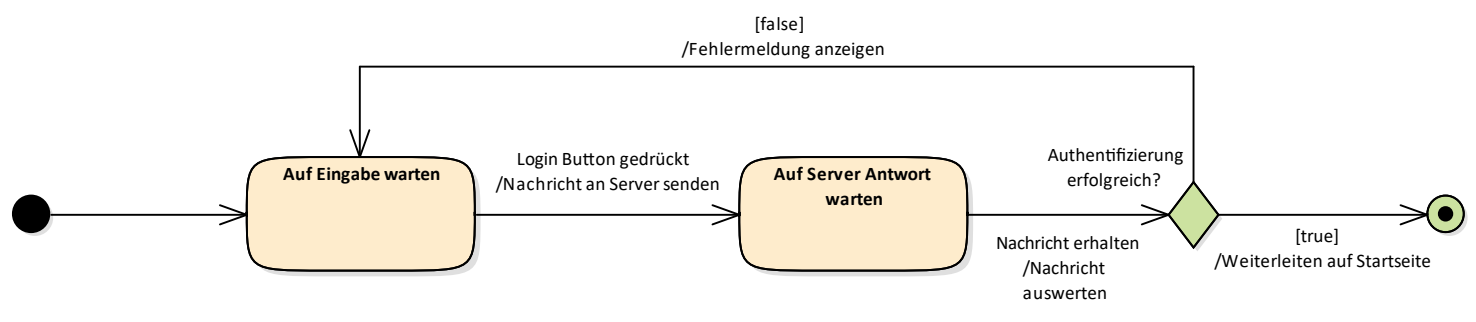 [false]
/Fehlermeldung anzeigen
Auf Eingabe warten
Login Button gedrückt
/Nachricht an Server senden
Auf Server Antwort
warten
Authentifizierung
erfolgreich?
Nachricht erhalten
/Nachricht
auswerten
[true]
/Weiterleiten auf Startseite